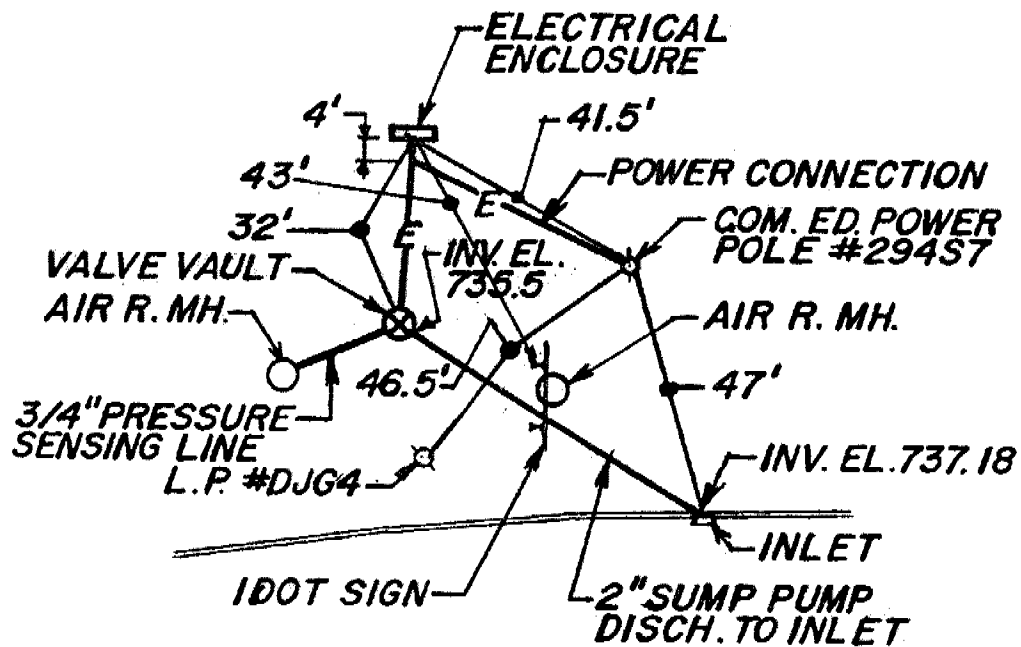 ELECTRICAL
ENCLOSURE
4'
41.5'
43'
POWER CONNECTION
E
32'
E
COM. ED. POWER
POLE #294S7
INV. EL.
735.5
VALVE VAULT
AIR R. MH.
AIR R. MH.
46.5'
47'
3/4" PRESSURE
SENSING LINE
L.P. #DJG4
INV. EL. 737.18
INLET
IDOT SIGN
2" SUMP PUMP
DISCH. TO INLET